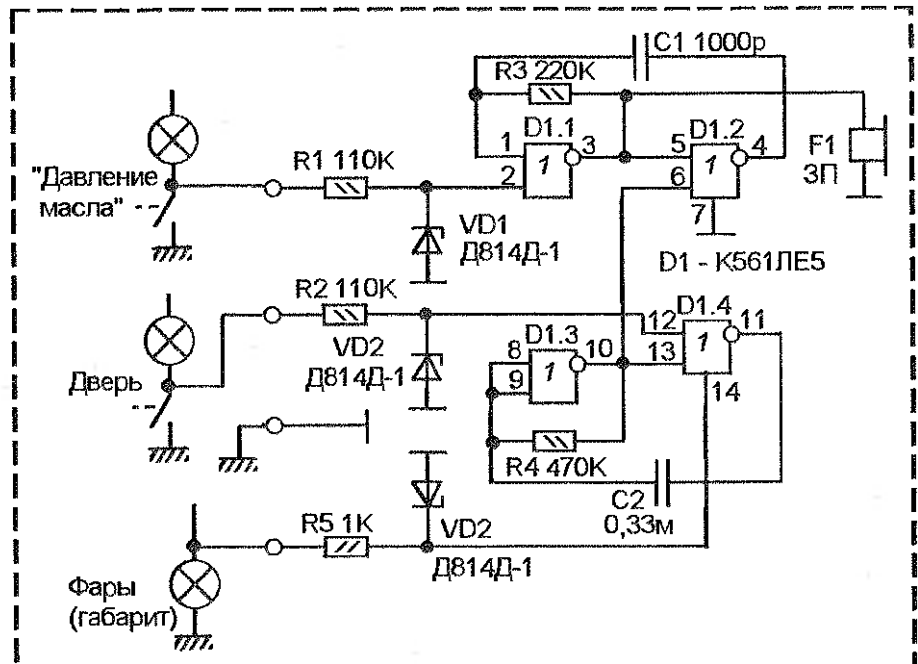 C1 1000р
R3 220K
D1.1
D1.2
1
3
5
4
F1
ЗП
1
1
R1 110K
2
6
"Давление
масла"
7
VD1
Д814Д-1
D1 - К561ЛЕ5
R2 110K
D1.4
12
11
D1.3
VD2
8
10
13
1
Д814Д-1
1
9
14
Дверь
R4 470K
C2
0,33м
R5 1K
VD2
Д814Д-1
Фары
(габарит)